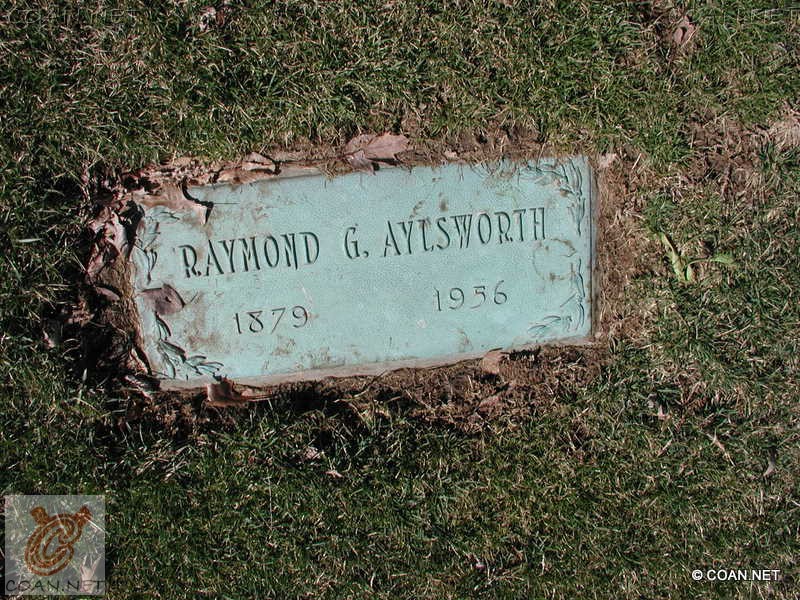 RAYMOND G. AYLSWORTH
1879 1956
COAN.NET
© COAN.NET